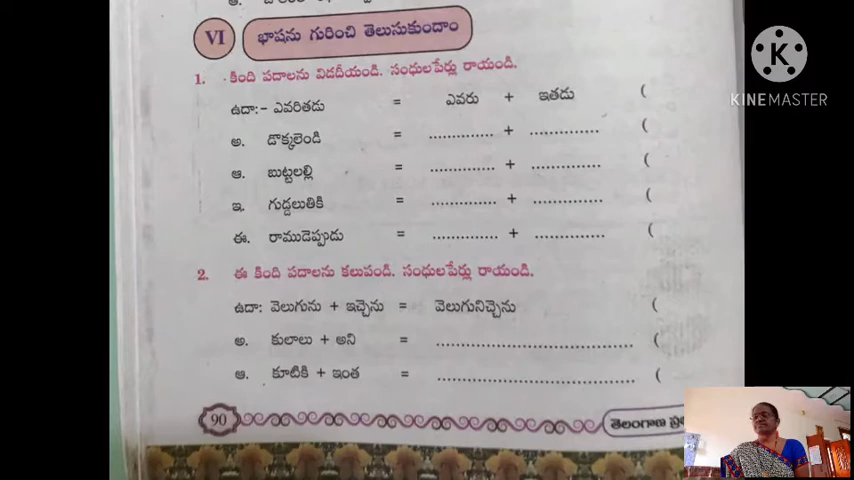 VI భాషను గురించి తెలుసుకుందాం
1. కింది పదాలను విడదీయండి. సంధులపేర్లు రాయండి.
ఉదా:- ఎవరితడు = ఎవరు + ఇతడు (
అ. డొక్కలెండి = .............. + .............. (
ఆ. బుట్టలల్లి = .............. + .............. (
ఇ. గుడ్డలుతికి = .............. + .............. (
ఈ. రాముడెప్పుడు = .............. + .............. (
2. ఈ కింది పదాలను కలుపండి. సంధులపేర్లు రాయండి.
ఉదా: వెలుగును + ఇచ్చెను = వెలుగునిచ్చెను (
అ. కులాలు + అని = .......................................... (
ఆ. కూటికి + ఇంత = .......................................... (
90 తెలంగాణ
K
KINEMASTER